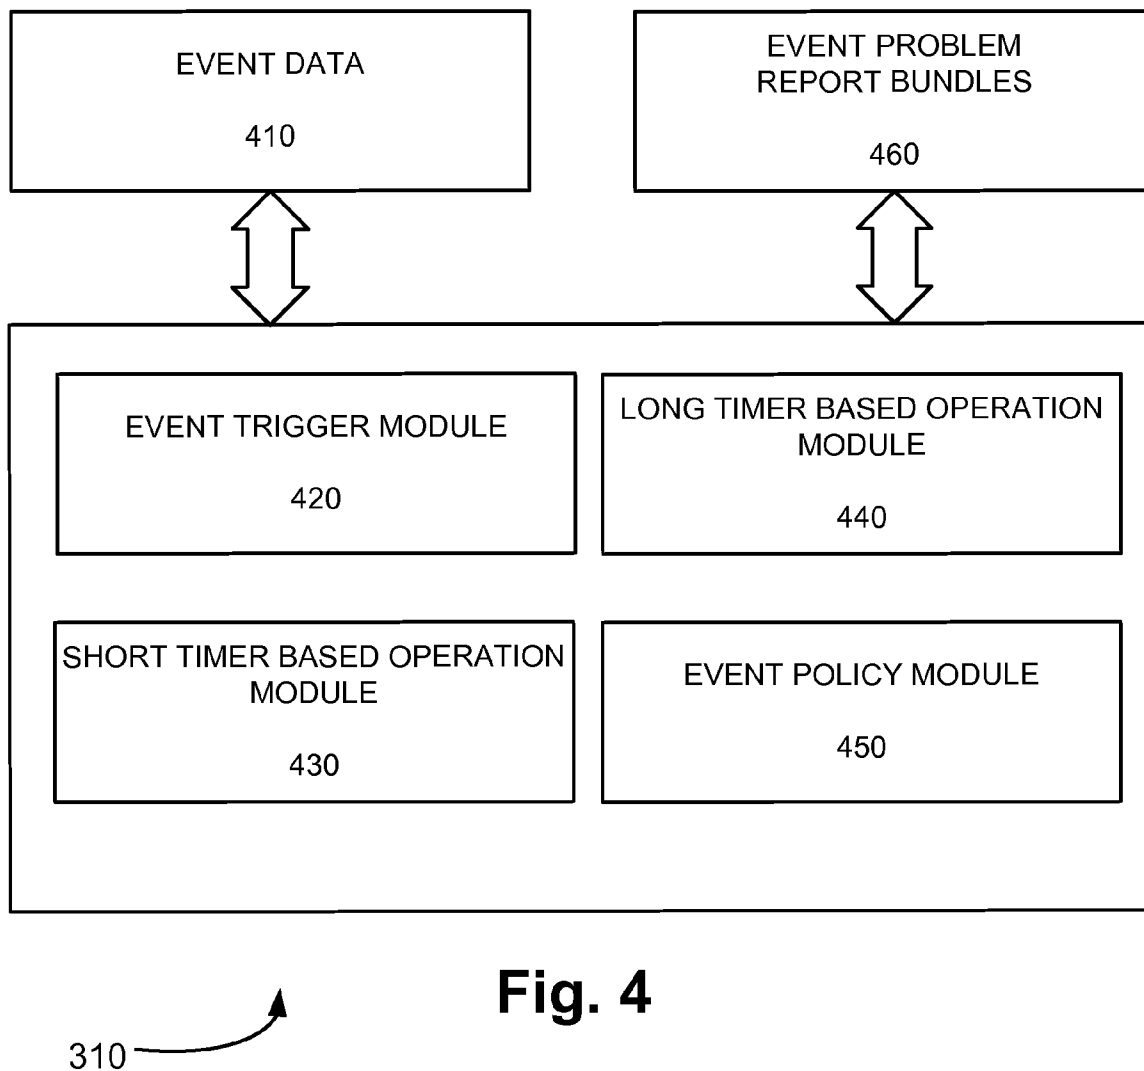 EVENT DATA
410
EVENT PROBLEM
REPORT BUNDLES
460
EVENT TRIGGER MODULE
420
LONG TIMER BASED OPERATION
MODULE
440
SHORT TIMER BASED OPERATION
MODULE
430
EVENT POLICY MODULE
450
Fig. 4
310